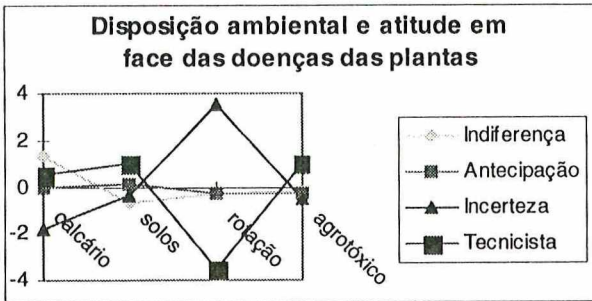 Disposição ambiental e atitude em
face das doenças das plantas
4
2
0
-2
-4
calcário
solos
rotação
agrotóxico
Indiferença
Antecipação
Incerteza
Tecnicista